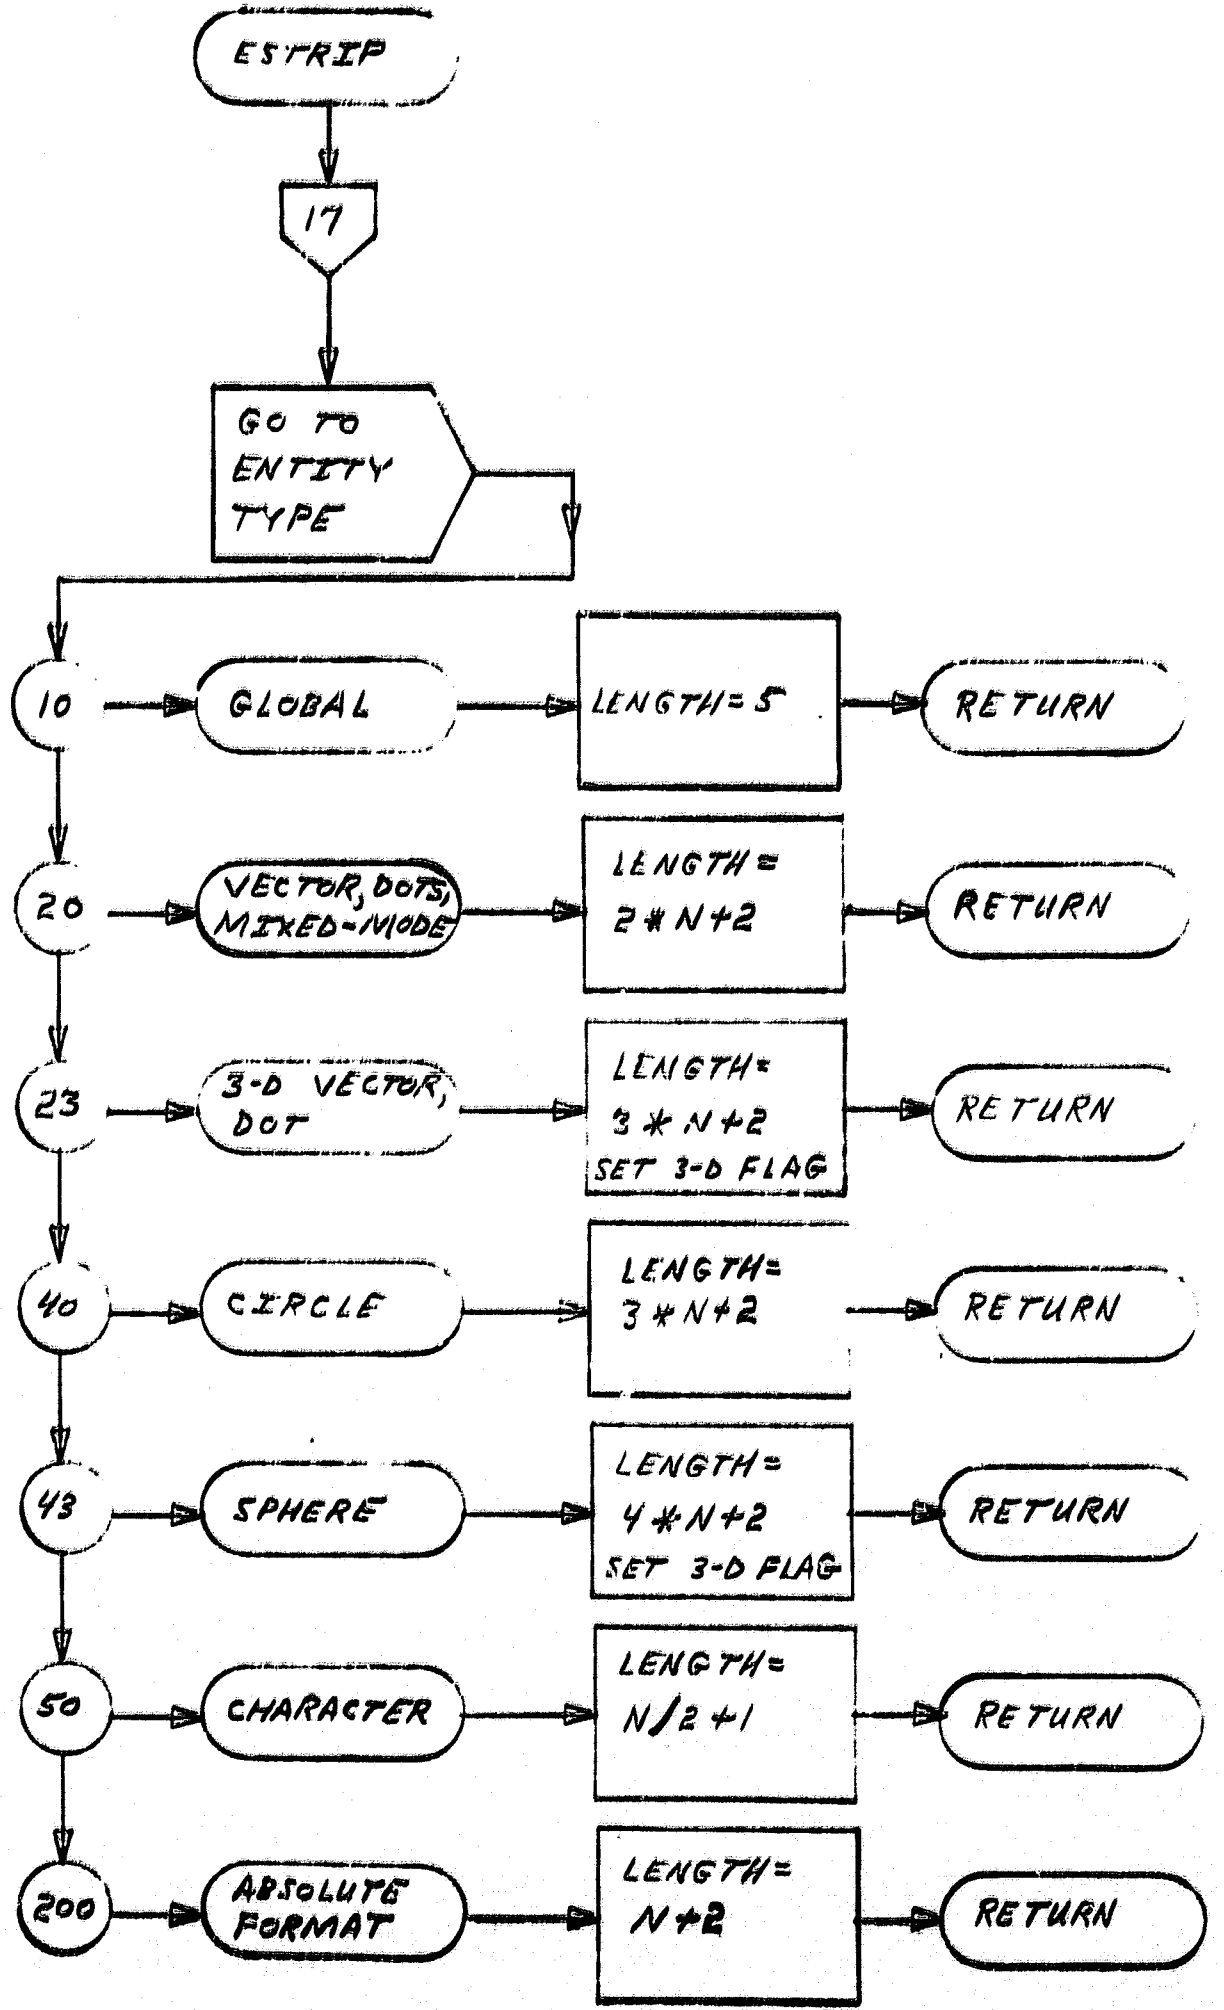 ESTRIP
17
GO TO
ENTITY
TYPE
10
GLOBAL
LENGTH=5
RETURN
20
VECTOR, DOTS,
MIXED-MODE
LENGTH=
2*N+2
RETURN
23
3-D VECTOR,
DOT
LENGTH=
3*N+2
SET 3-D FLAG
RETURN
40
CIRCLE
LENGTH=
3*N+2
RETURN
43
SPHERE
LENGTH=
4*N+2
SET 3-D FLAG
RETURN
50
CHARACTER
LENGTH=
N/2+1
RETURN
200
ABSOLUTE
FORMAT
LENGTH=
N+2
RETURN